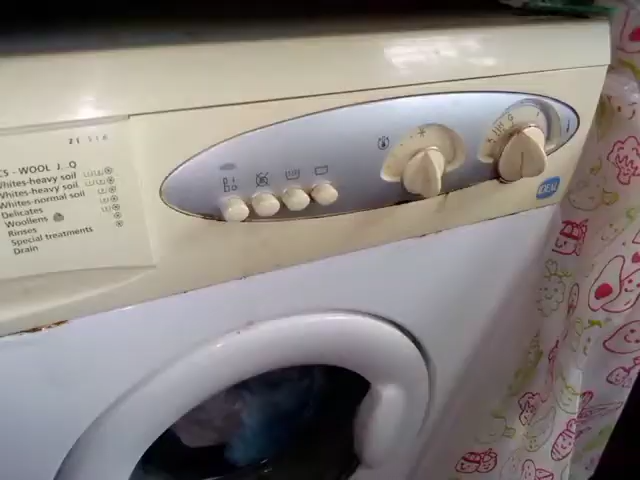 CS - WOOL J...Q
Whites-heavy soil
Whites-heavy soil
Whites-normal soil
Delicates
Woollens
Rinses
Special treatments
Drain
IDEAL